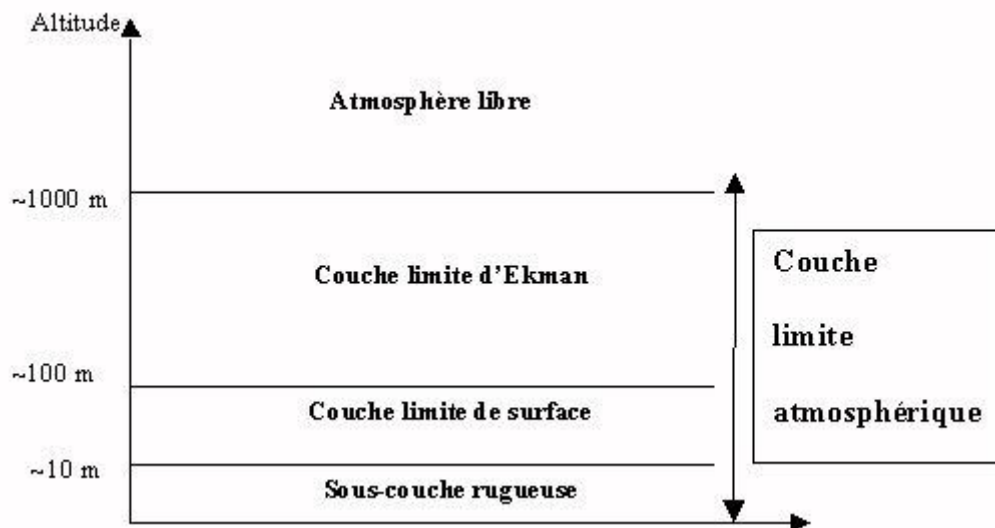 Altitude
Atmosphère libre
~1000 m
Couche limite d'Ekman
Couche
limite
atmosphérique
~100 m
Couche limite de surface
~10 m
Sous-couche rugueuse